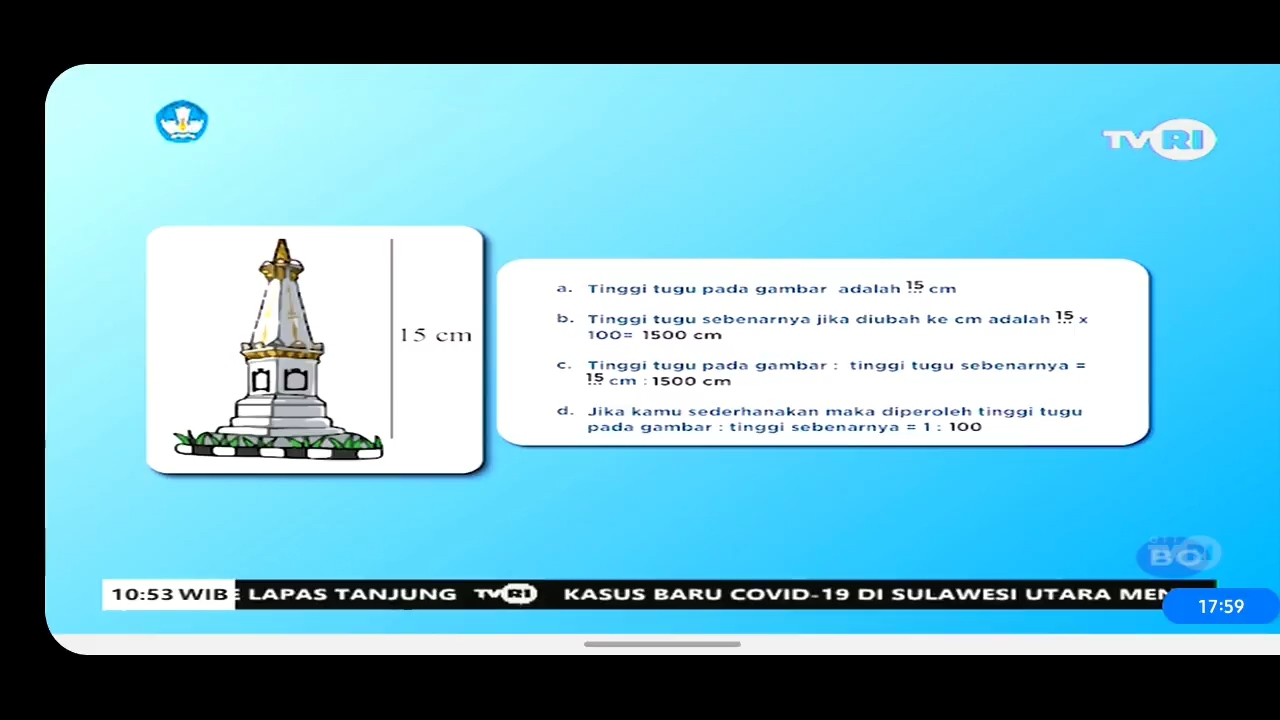 TVRI
15 cm
a. Tinggi tugu pada gambar adalah 15 cm
b. Tinggi tugu sebenarnya jika diubah ke cm adalah 15 x
100= 1500 cm
c. Tinggi tugu pada gambar : tinggi tugu sebenarnya =
15 cm : 1500 cm
d. Jika kamu sederhanakan maka diperoleh tinggi tugu
pada gambar : tinggi sebenarnya = 1 : 100
10:53 WIB LAPAS TANJUNG TVRI KASUS BARU COVID-19 DI SULAWESI UTARA MEN
17:59